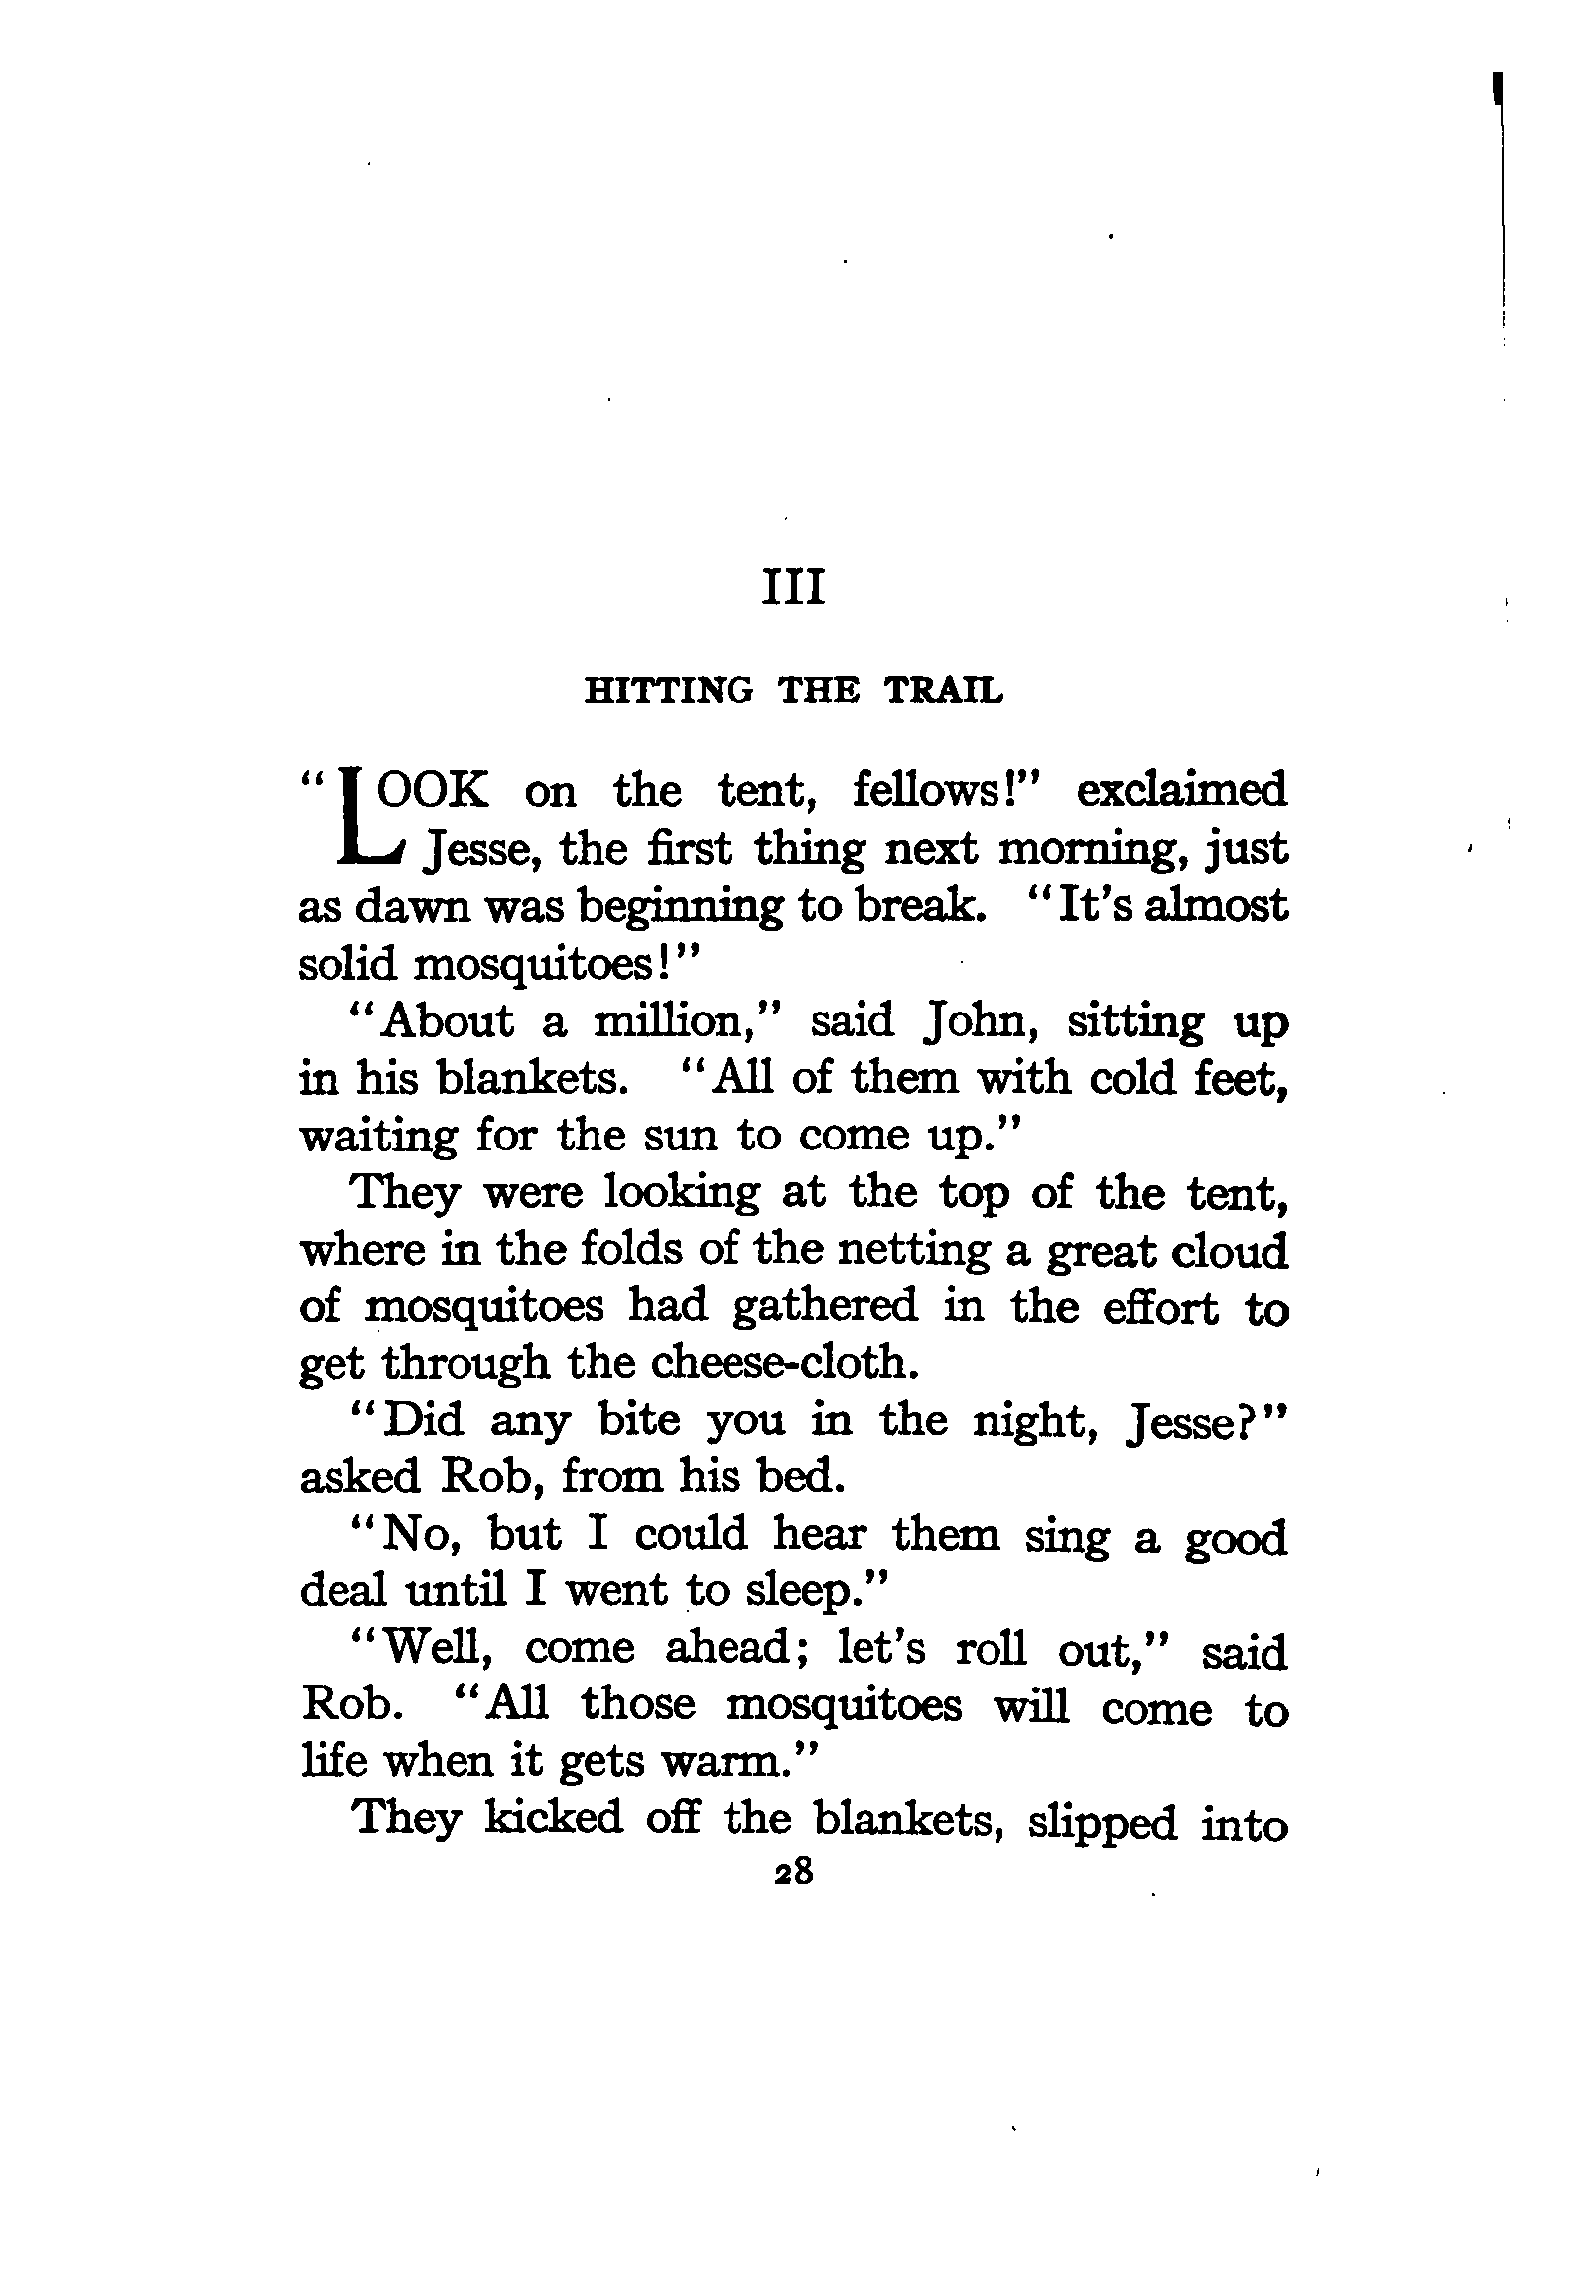 III
HITTING THE TRAIL
"LOOK on the tent, fellows!" exclaimed
Jesse, the first thing next morning, just
as dawn was beginning to break. "It's almost
solid mosquitoes!"
"About a million," said John, sitting up
in his blankets. "All of them with cold feet,
waiting for the sun to come up."
They were looking at the top of the tent,
where in the folds of the netting a great cloud
of mosquitoes had gathered in the effort to
get through the cheese-cloth.
"Did any bite you in the night, Jesse?"
asked Rob, from his bed.
"No, but I could hear them sing a good
deal until I went to sleep."
"Well, come ahead; let's roll out," said
Rob. "All those mosquitoes will come to
life when it gets warm."
They kicked off the blankets, slipped into
28